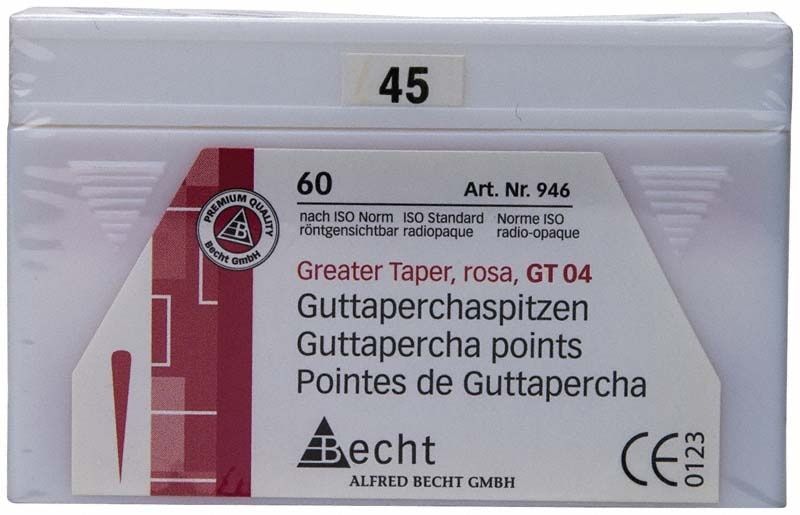 45
60 Art. Nr. 946
nach ISO Norm ISO Standard Norme ISO
röntgensichtbar radiopaque radio-opaque
PREMIUM QUALITY
B
Becht GmbH
Greater Taper, rosa, GT 04
Guttaperchaspitzen
Guttapercha points
Pointes de Guttapercha
Becht
ALFRED BECHT GMBH
CE 0123